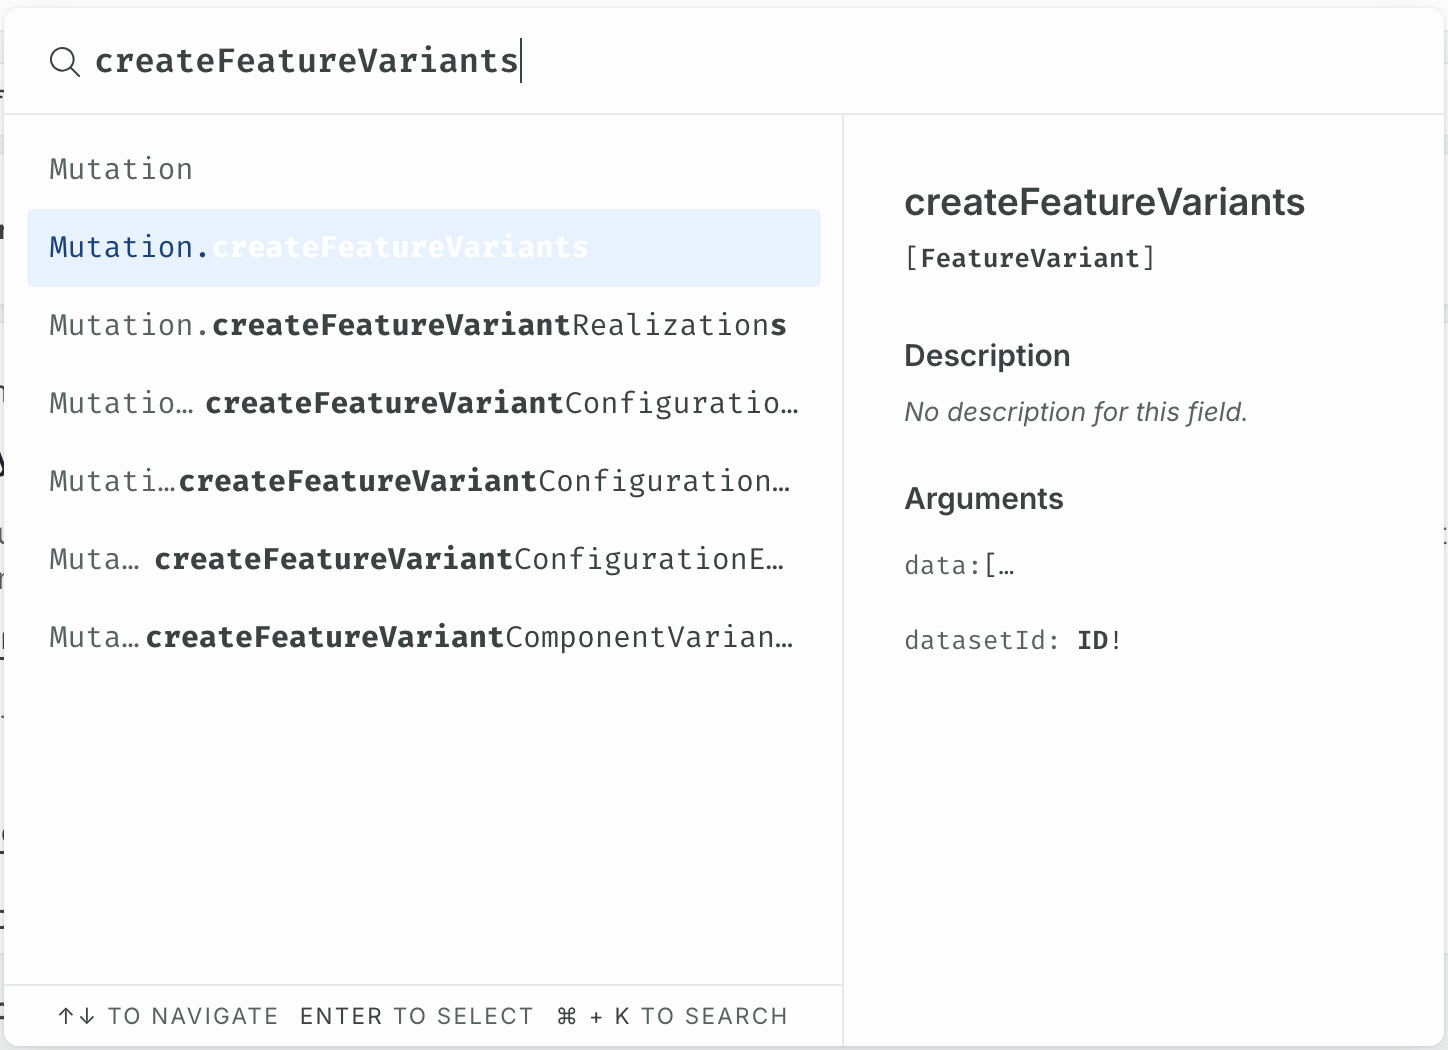 createFeatureVariants
Mutation
Mutation.createFeatureVariants
Mutation.createFeatureVariantRealizations
Mutatio… createFeatureVariantConfiguratio…
Mutati…createFeatureVariantConfiguration…
Muta… createFeatureVariantConfigurationE…
Muta…createFeatureVariantComponentVarian…
↑↓ TO NAVIGATE ENTER TO SELECT ⌘ + K TO SEARCH
createFeatureVariants
[FeatureVariant]
Description
No description for this field.
Arguments
data:[…
datasetId: ID!